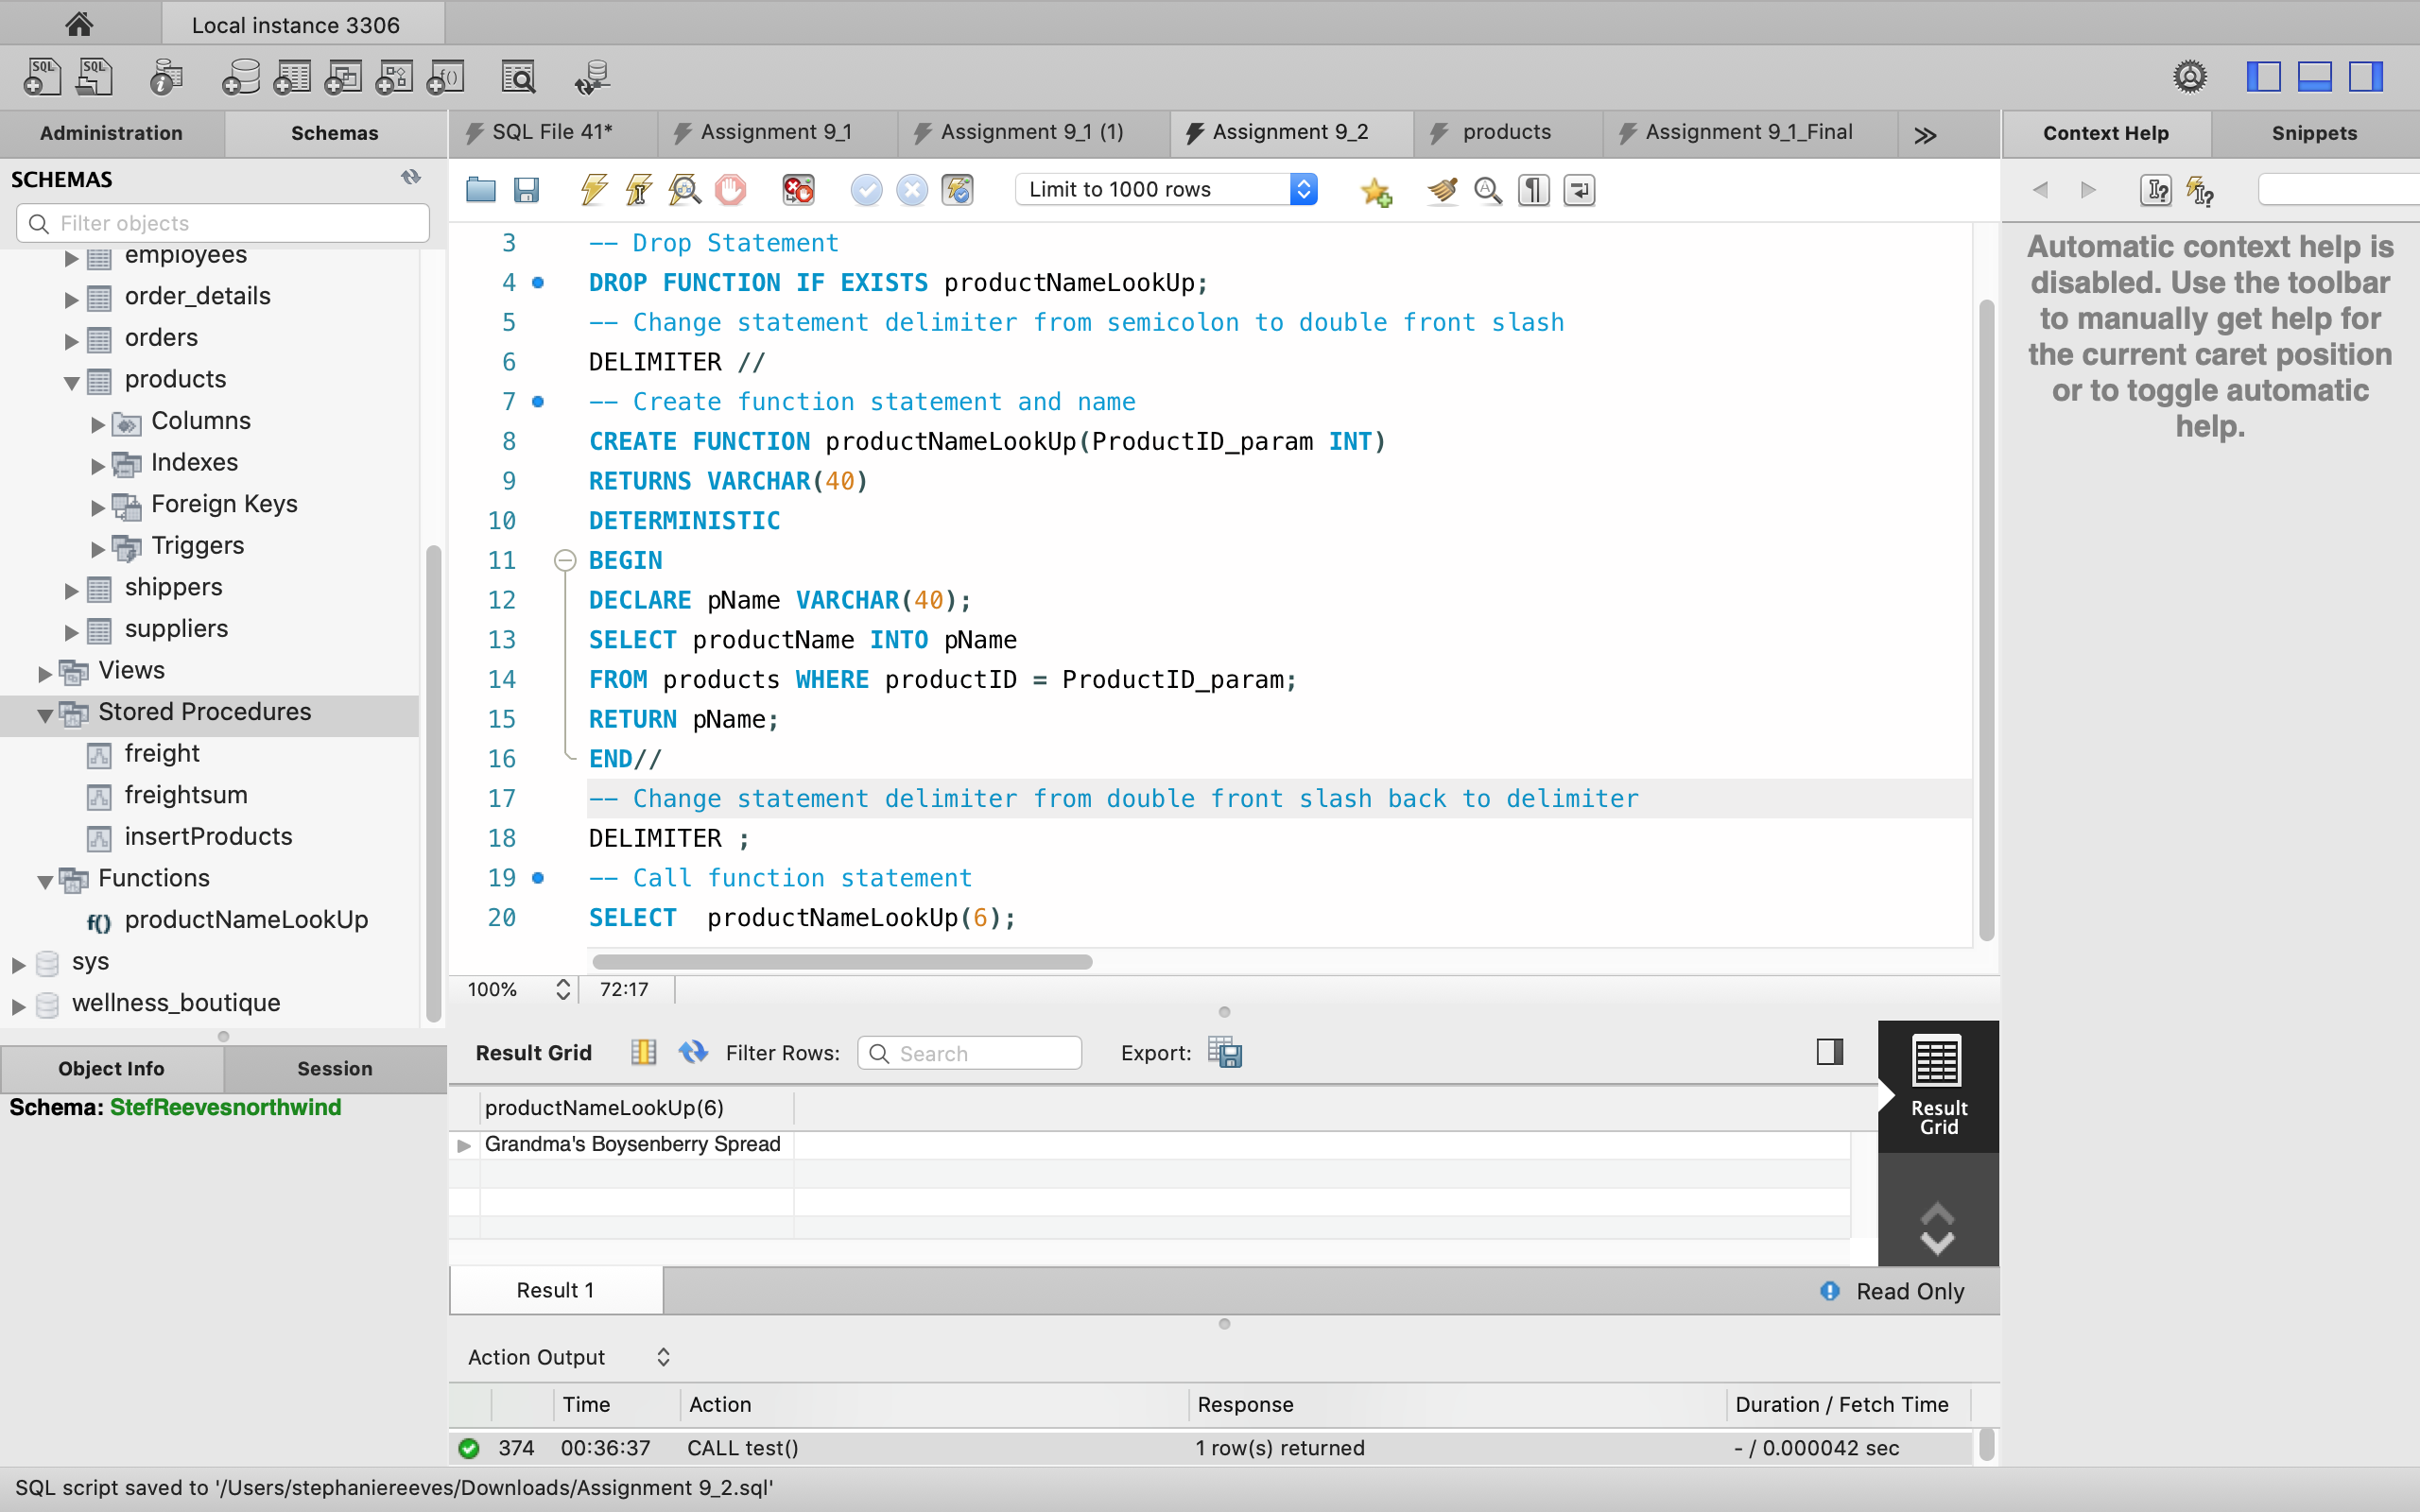 Local instance 3306
SQL SQL
Administration Schemas
SQL File 41* Assignment 9_1 Assignment 9_1 (1) Assignment 9_2 products Assignment 9_1_Final
Context Help Snippets
SCHEMAS
Filter objects
employees
order_details
orders
products
Columns
Indexes
Foreign Keys
Triggers
shippers
suppliers
Views
Stored Procedures
freight
freightsum
insertProducts
Functions
f() productNameLookUp
sys
wellness_boutique
Object Info Session
Schema: StefReevesnorthwind
Limit to 1000 rows
3 -- Drop Statement
4 DROP FUNCTION IF EXISTS productNameLookUp;
5 -- Change statement delimiter from semicolon to double front slash
6 DELIMITER //
7 -- Create function statement and name
8 CREATE FUNCTION productNameLookUp(ProductID_param INT)
9 RETURNS VARCHAR(40)
10 DETERMINISTIC
11 BEGIN
12 DECLARE pName VARCHAR(40);
13 SELECT productName INTO pName
14 FROM products WHERE productID = ProductID_param;
15 RETURN pName;
16 END//
17 -- Change statement delimiter from double front slash back to delimiter
18 DELIMITER ;
19 -- Call function statement
20 SELECT  productNameLookUp(6);
100% 72:17
Result Grid Filter Rows: Search Export:
productNameLookUp(6)
Grandma's Boysenberry Spread
Result
Grid
Result 1
Read Only
Action Output
Time Action Response Duration / Fetch Time
374 00:36:37 CALL test() 1 row(s) returned - / 0.000042 sec
Automatic context help is
disabled. Use the toolbar
to manually get help for
the current caret position
or to toggle automatic
help.
SQL script saved to '/Users/stephaniereeves/Downloads/Assignment 9_2.sql'